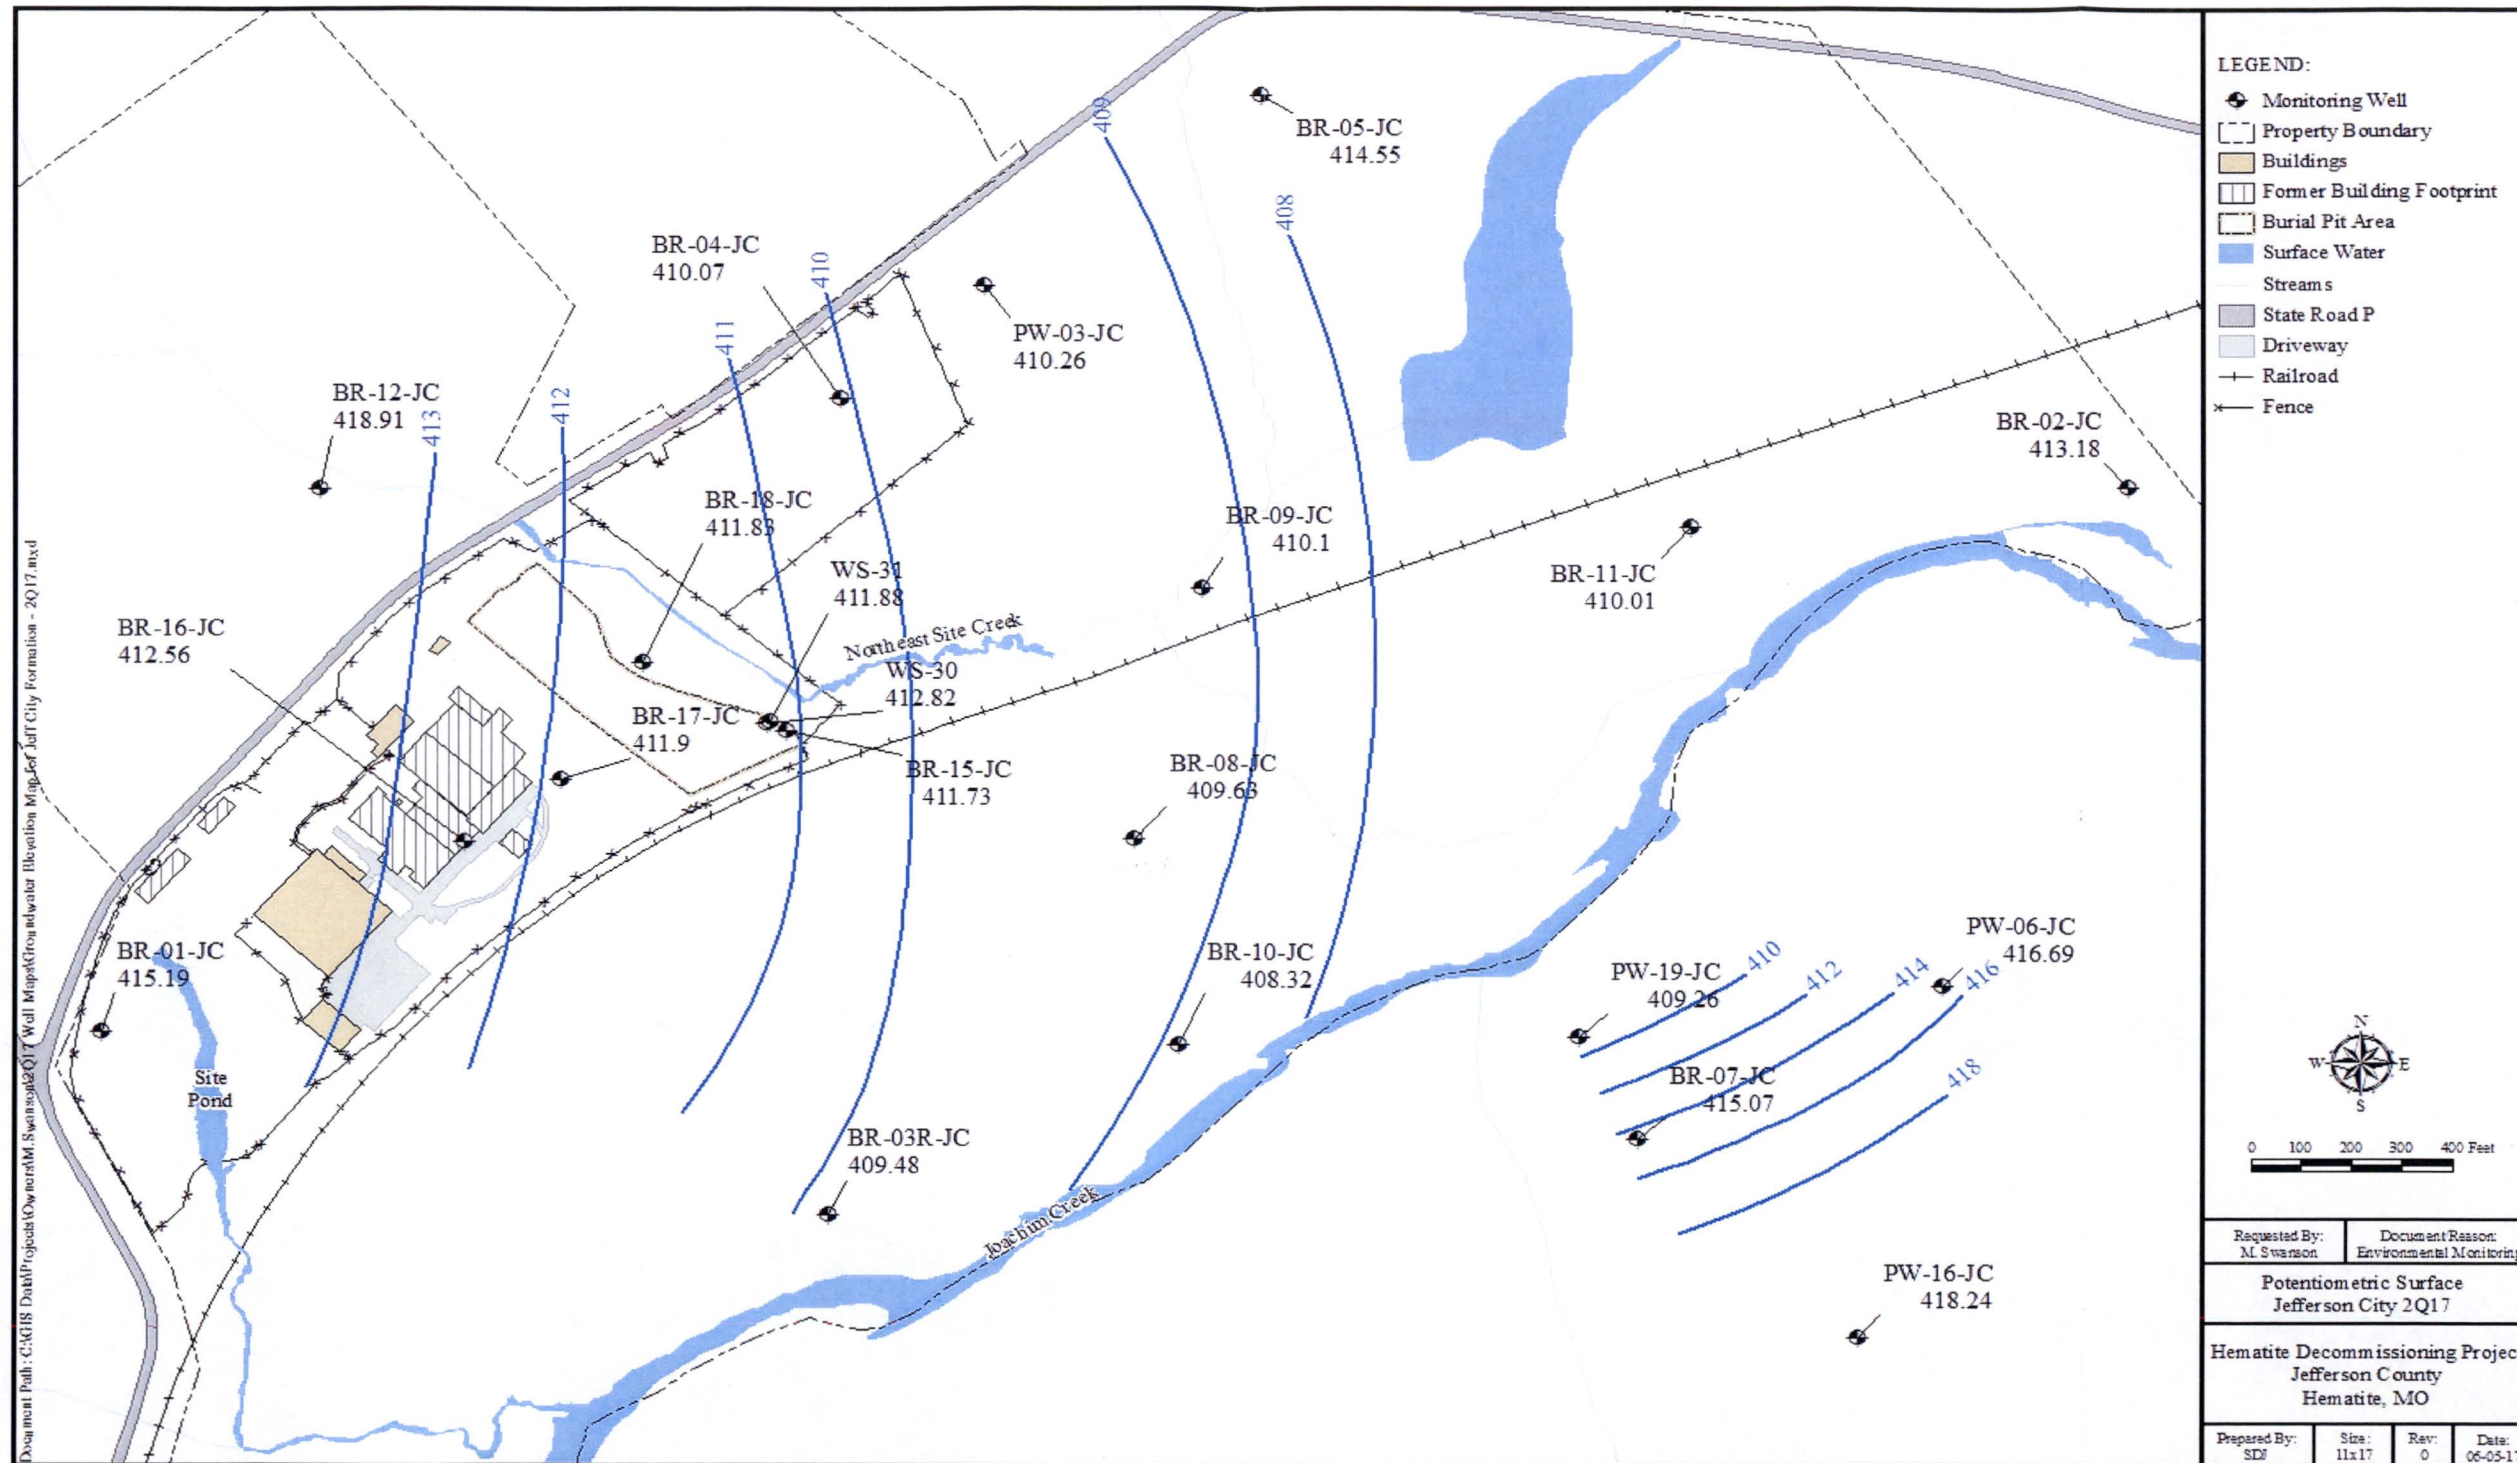 BR-05-JC
414.55
409
408
BR-04-JC
410.07
410
PW-03-JC
410.26
411
BR-12-JC
418.91
413
412
BR-02-JC
413.18
BR-18-JC
411.83
BR-09-JC
410.1
WS-31
411.88
BR-11-JC
410.01
BR-16-JC
412.56
Northeast Site Creek
WS-30
412.82
BR-17-JC
411.9
BR-15-JC
411.73
BR-08-JC
409.63
BR-01-JC
415.19
BR-10-JC
408.32
PW-19-JC
409.26
410
412
414
416
418
PW-06-JC
416.69
Site
Pond
BR-07-JC
415.07
BR-03R-JC
409.48
Joachim Creek
PW-16-JC
418.24
LEGEND:
Monitoring Well
Property Boundary
Buildings
Former Building Footprint
Burial Pit Area
Surface Water
Streams
State Road P
Driveway
Railroad
Fence
N
W E
S
0 100 200 300 400 Feet
Requested By:
M. Swanson
Document Reason:
Environmental Monitoring
Potentiometric Surface
Jefferson City 2Q17
Hematite Decommissioning Projec
Jefferson County
Hematite, MO
Prepared By:
SDJ
Size:
11x17
Rev:
0
Date:
06-05-17